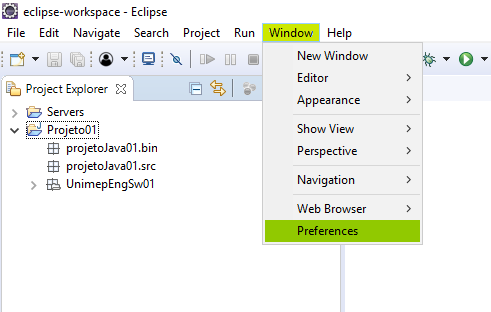 eclipse-workspace - Eclipse
File Edit Navigate Search Project Run Window Help
Project Explorer
Servers
Projeto01
projetoJava01.bin
projetoJava01.src
UnimepEngSw01
New Window
Editor
Appearance
Show View
Perspective
Navigation
Web Browser
Preferences